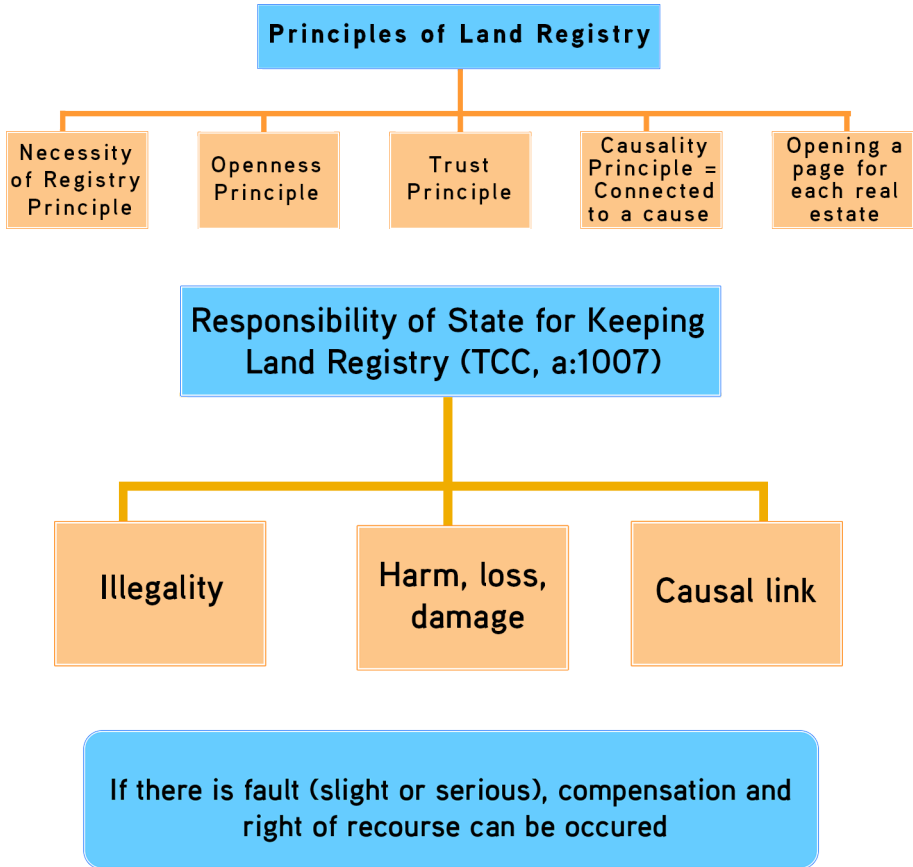 Principles of Land Registry
Necessity
of Registry
Principle
Openness
Principle
Trust
Principle
Causality
Principle =
Connected
to a cause
Opening a
page for
each real
estate
Responsibility of State for Keeping
Land Registry (TCC, a:1007)
Illegality
Harm, loss,
damage
Causal link
If there is fault (slight or serious), compensation and
right of recourse can be occured